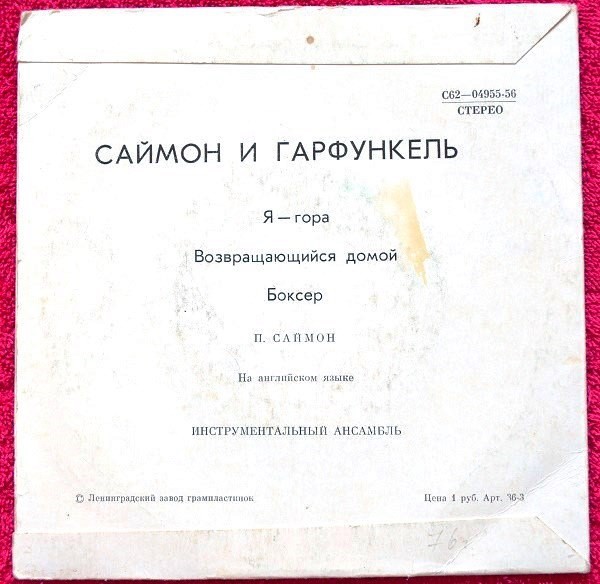 С62—04955-56
СТЕРЕО
САЙМОН И ГАРФУНКЕЛЬ
Я — гора
Возвращающийся домой
Боксер
П. САЙМОН
На английском языке
ИНСТРУМЕНТАЛЬНЫЙ АНСАМБЛЬ
© Ленинградский завод грампластинок
Цена 1 руб. Арт. 36-3
76